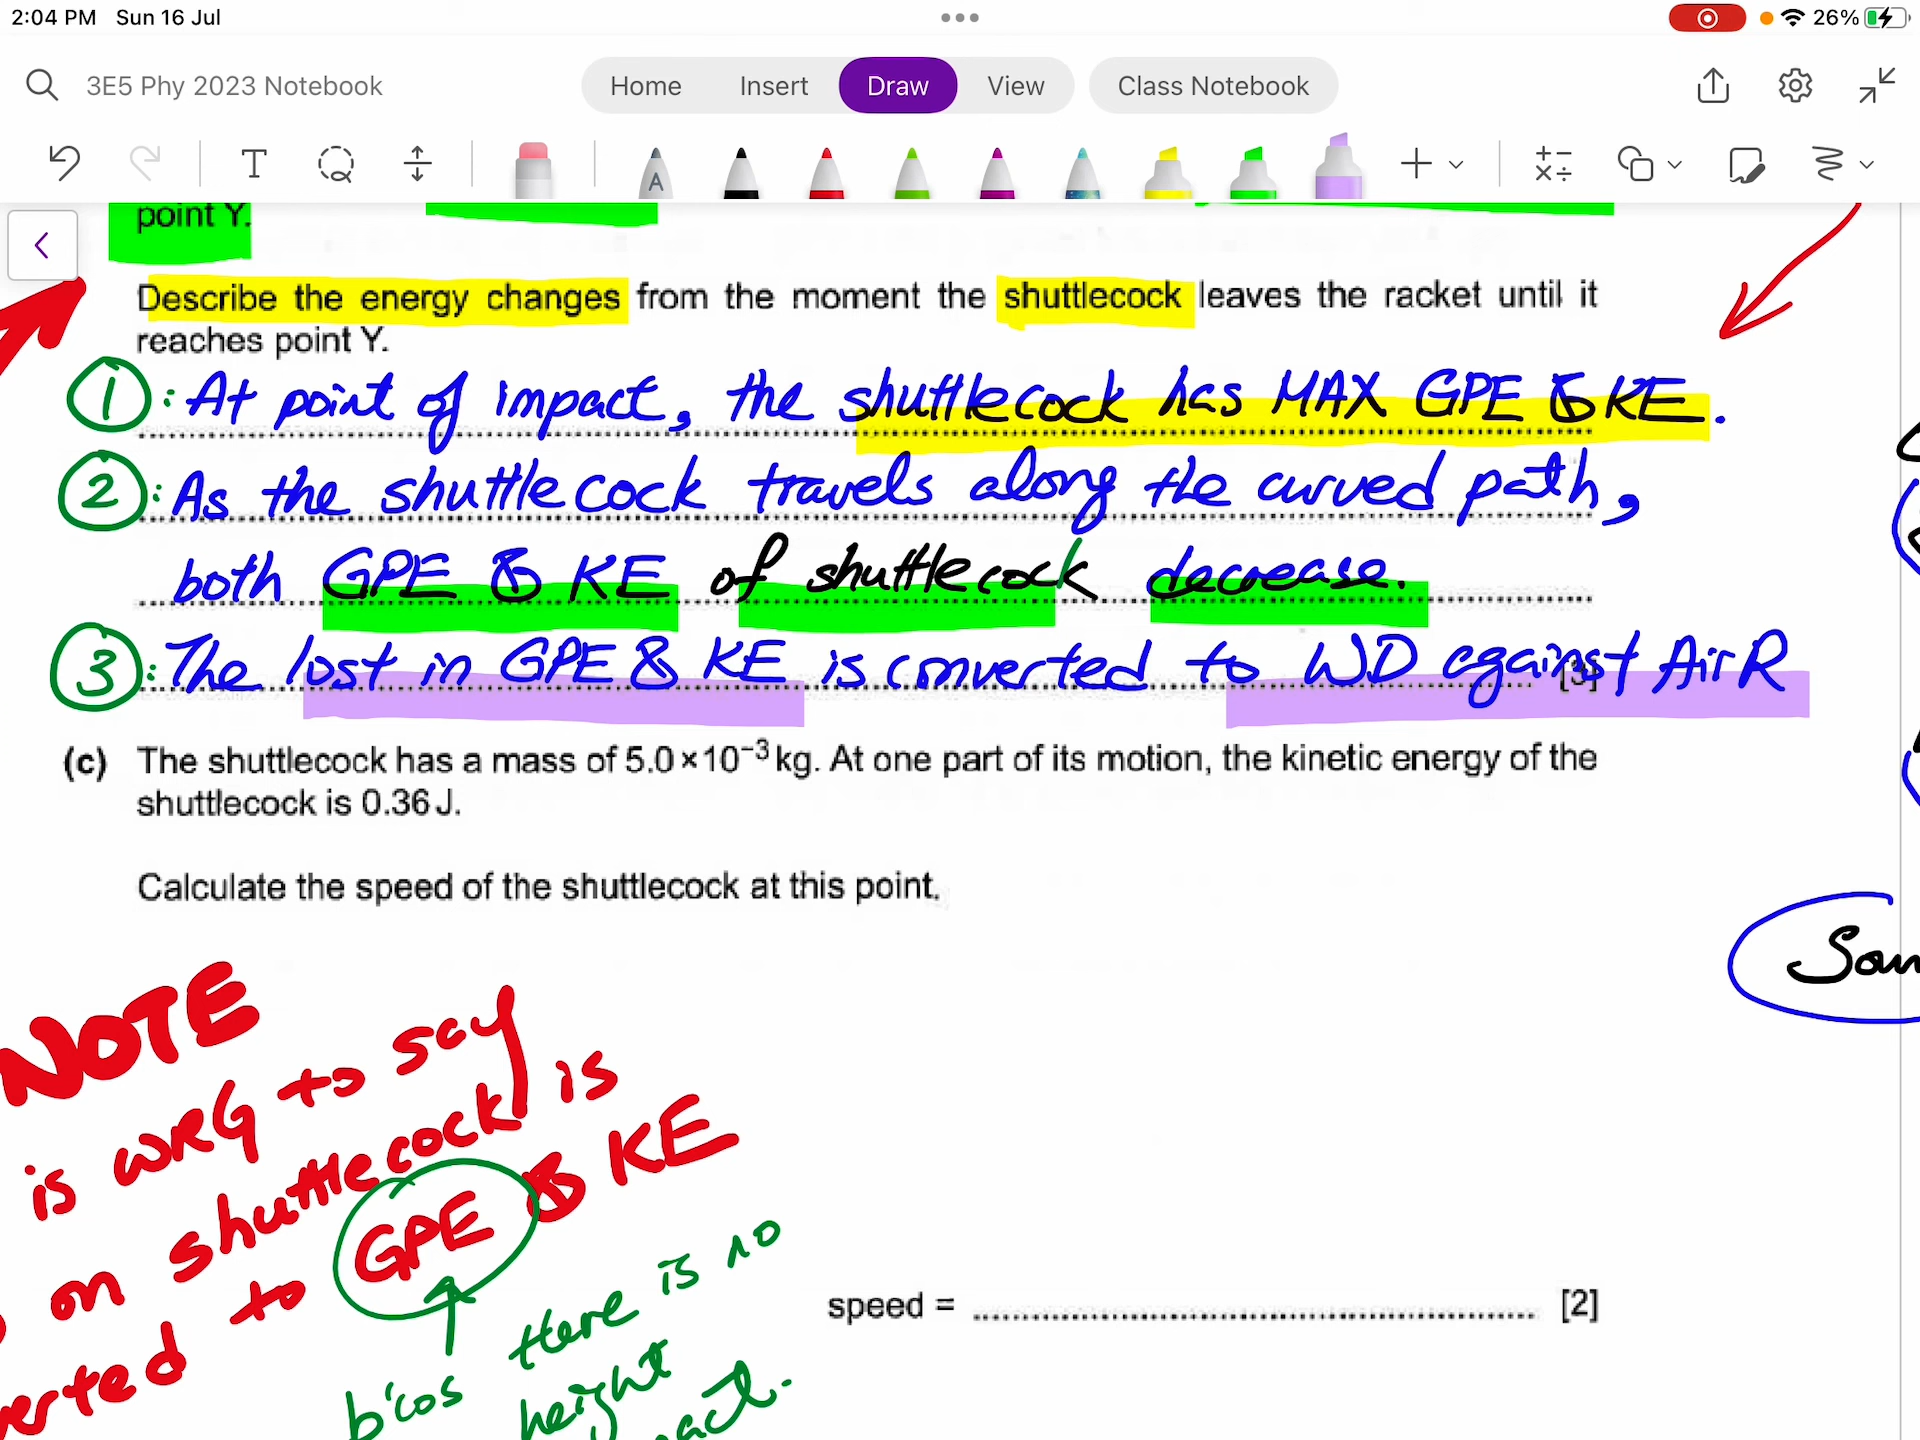 2:04 PM Sun 16 Jul
26%
3E5 Phy 2023 Notebook
Home Insert Draw View Class Notebook
T
A
point Y.
Describe the energy changes from the moment the shuttlecock leaves the racket until it
reaches point Y.
1: At point of impact, the shuttlecock has MAX GPE & KE.
2: As the shuttlecock travels along the curved path,
both GPE & KE of shuttlecock decrease.
3: The lost in GPE & KE is converted to WD against AirR
[3]
(c) The shuttlecock has a mass of 5.0×10⁻³ kg. At one part of its motion, the kinetic energy of the
shuttlecock is 0.36 J.
Calculate the speed of the shuttlecock at this point.
NOTE
is WRG to say
on shuttlecock is
to GPE & KE
b'cos there is no
height
speed = [2]